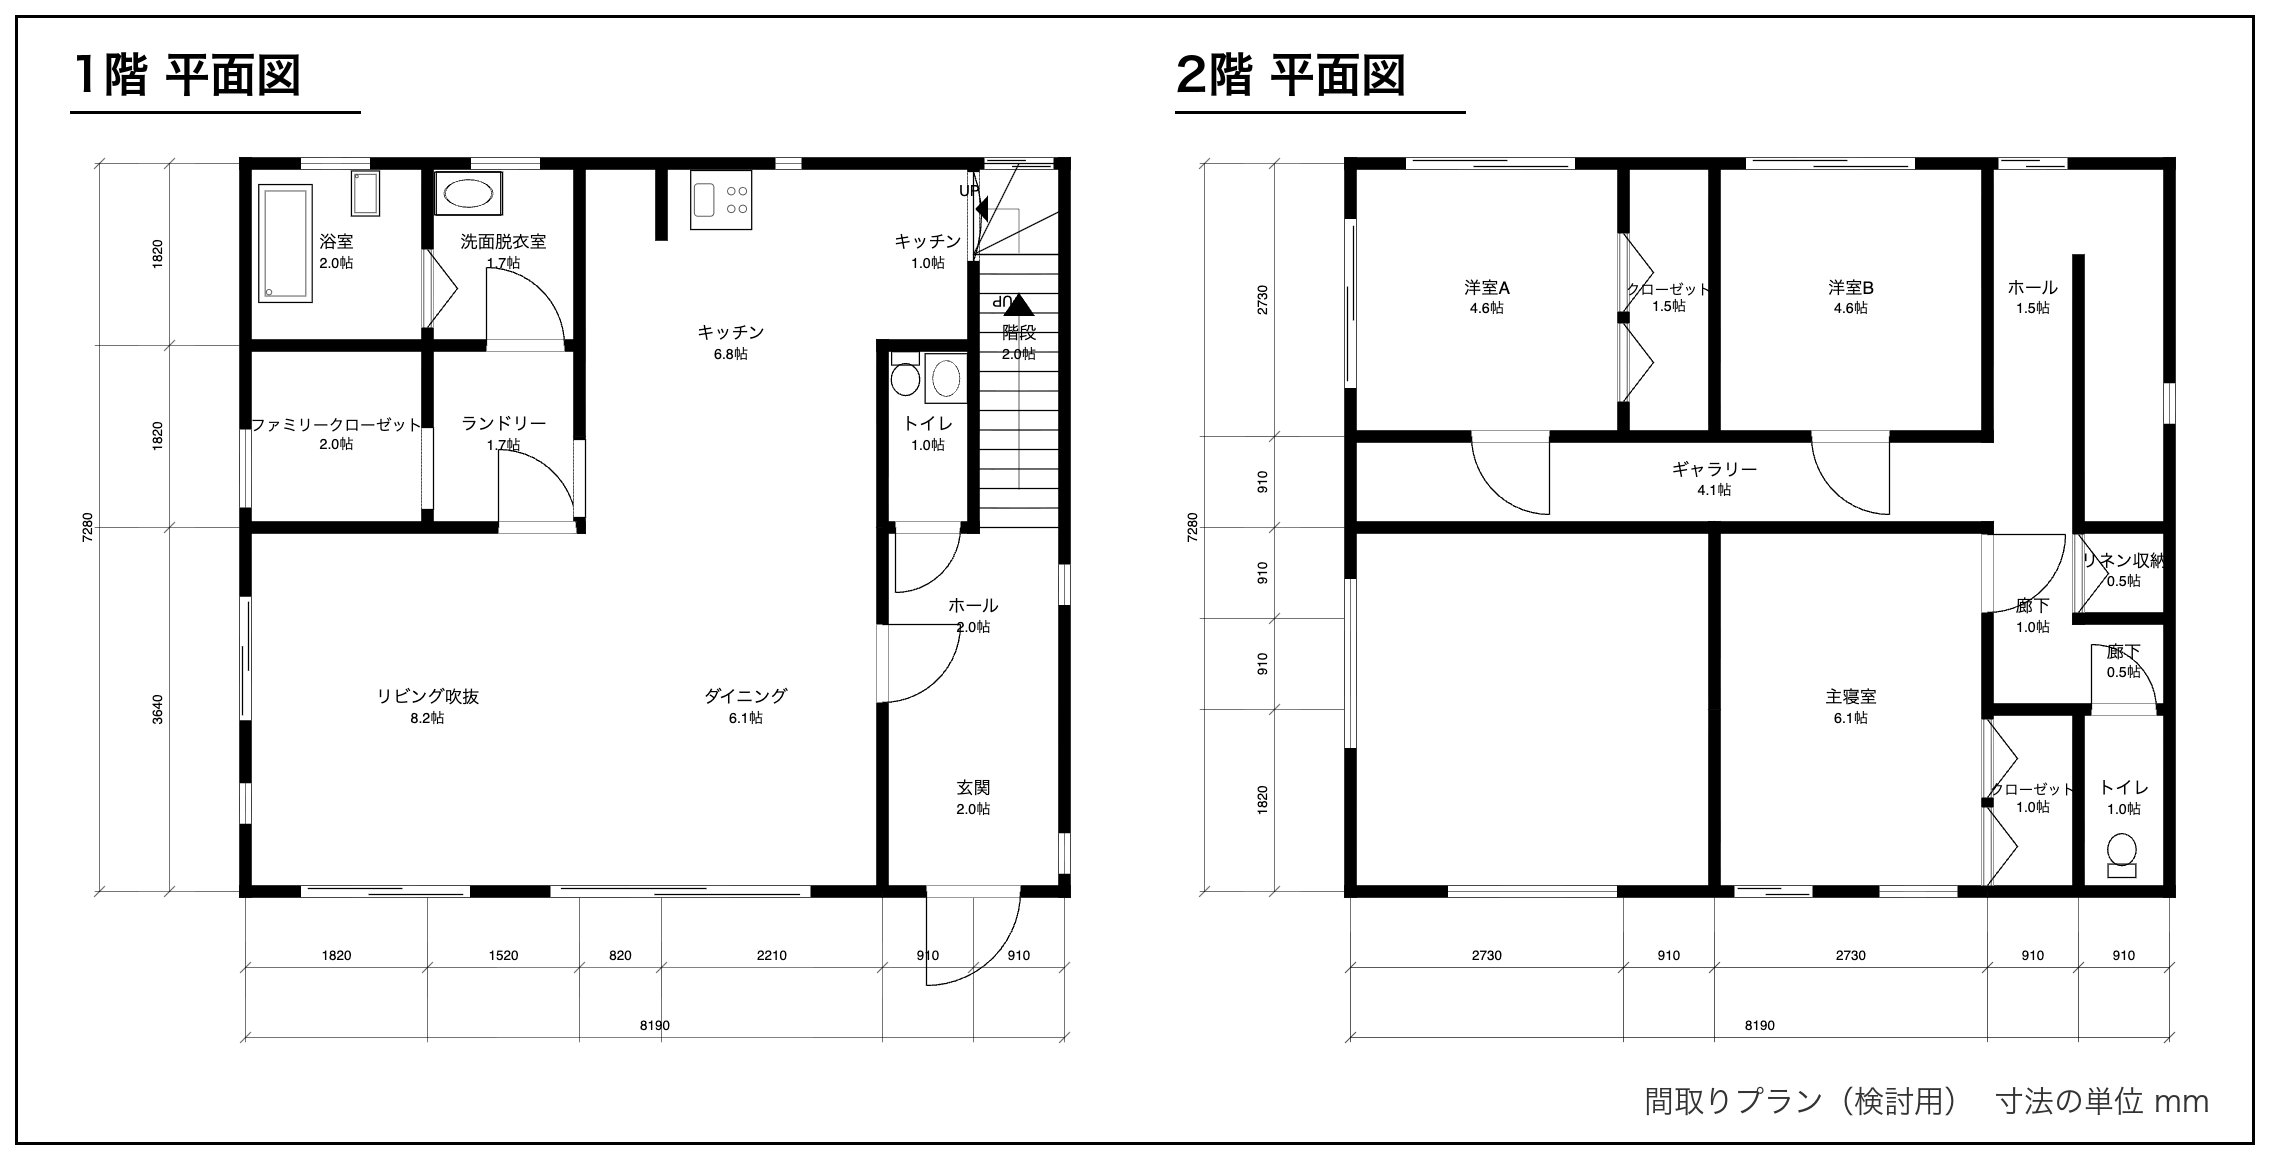 1階 平面図
2階 平面図
浴室
2.0帖
洗面脱衣室
1.7帖
キッチン
1.0帖
UP
UP
階段
2.0帖
キッチン
6.8帖
ファミリークローゼット
2.0帖
ランドリー
1.7帖
トイレ
1.0帖
ホール
2.0帖
リビング吹抜
8.2帖
ダイニング
6.1帖
玄関
2.0帖
1820
1820
7280
3640
1820
1520
820
2210
910
910
8190
洋室A
4.6帖
クローゼット
1.5帖
洋室B
4.6帖
ホール
1.5帖
ギャラリー
4.1帖
リネン収納
0.5帖
廊下
1.0帖
廊下
0.5帖
主寝室
6.1帖
クローゼット
1.0帖
トイレ
1.0帖
2730
910
7280
910
910
1820
2730
910
2730
910
910
8190
間取りプラン（検討用） 寸法の単位 mm